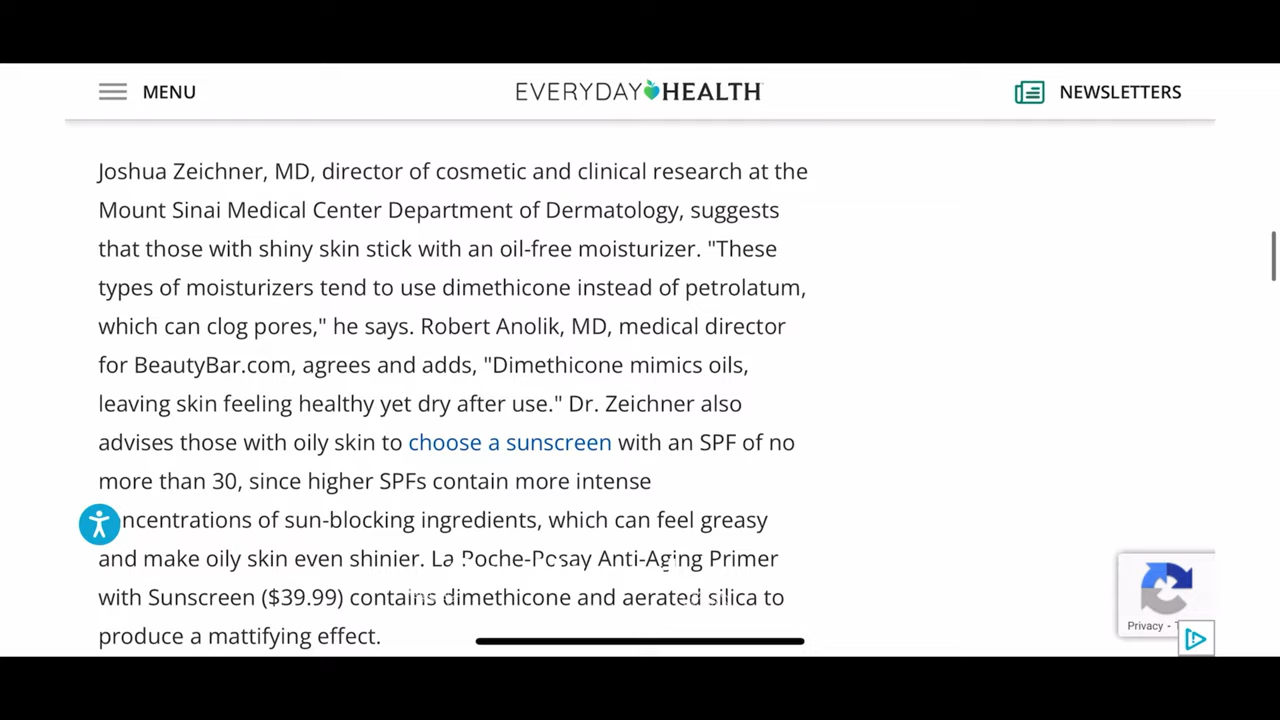 MENU
EVERYDAY HEALTH
NEWSLETTERS
Joshua Zeichner, MD, director of cosmetic and clinical research at the
Mount Sinai Medical Center Department of Dermatology, suggests
that those with shiny skin stick with an oil-free moisturizer. "These
types of moisturizers tend to use dimethicone instead of petrolatum,
which can clog pores," he says. Robert Anolik, MD, medical director
for BeautyBar.com, agrees and adds, "Dimethicone mimics oils,
leaving skin feeling healthy yet dry after use." Dr. Zeichner also
advises those with oily skin to choose a sunscreen with an SPF of no
more than 30, since higher SPFs contain more intense
ncentrations of sun-blocking ingredients, which can feel greasy
and make oily skin even shinier. La Roche-Posay Anti-Aging Primer
with Sunscreen ($39.99) contains dimethicone and aerated silica to
produce a mattifying effect.
Privacy -